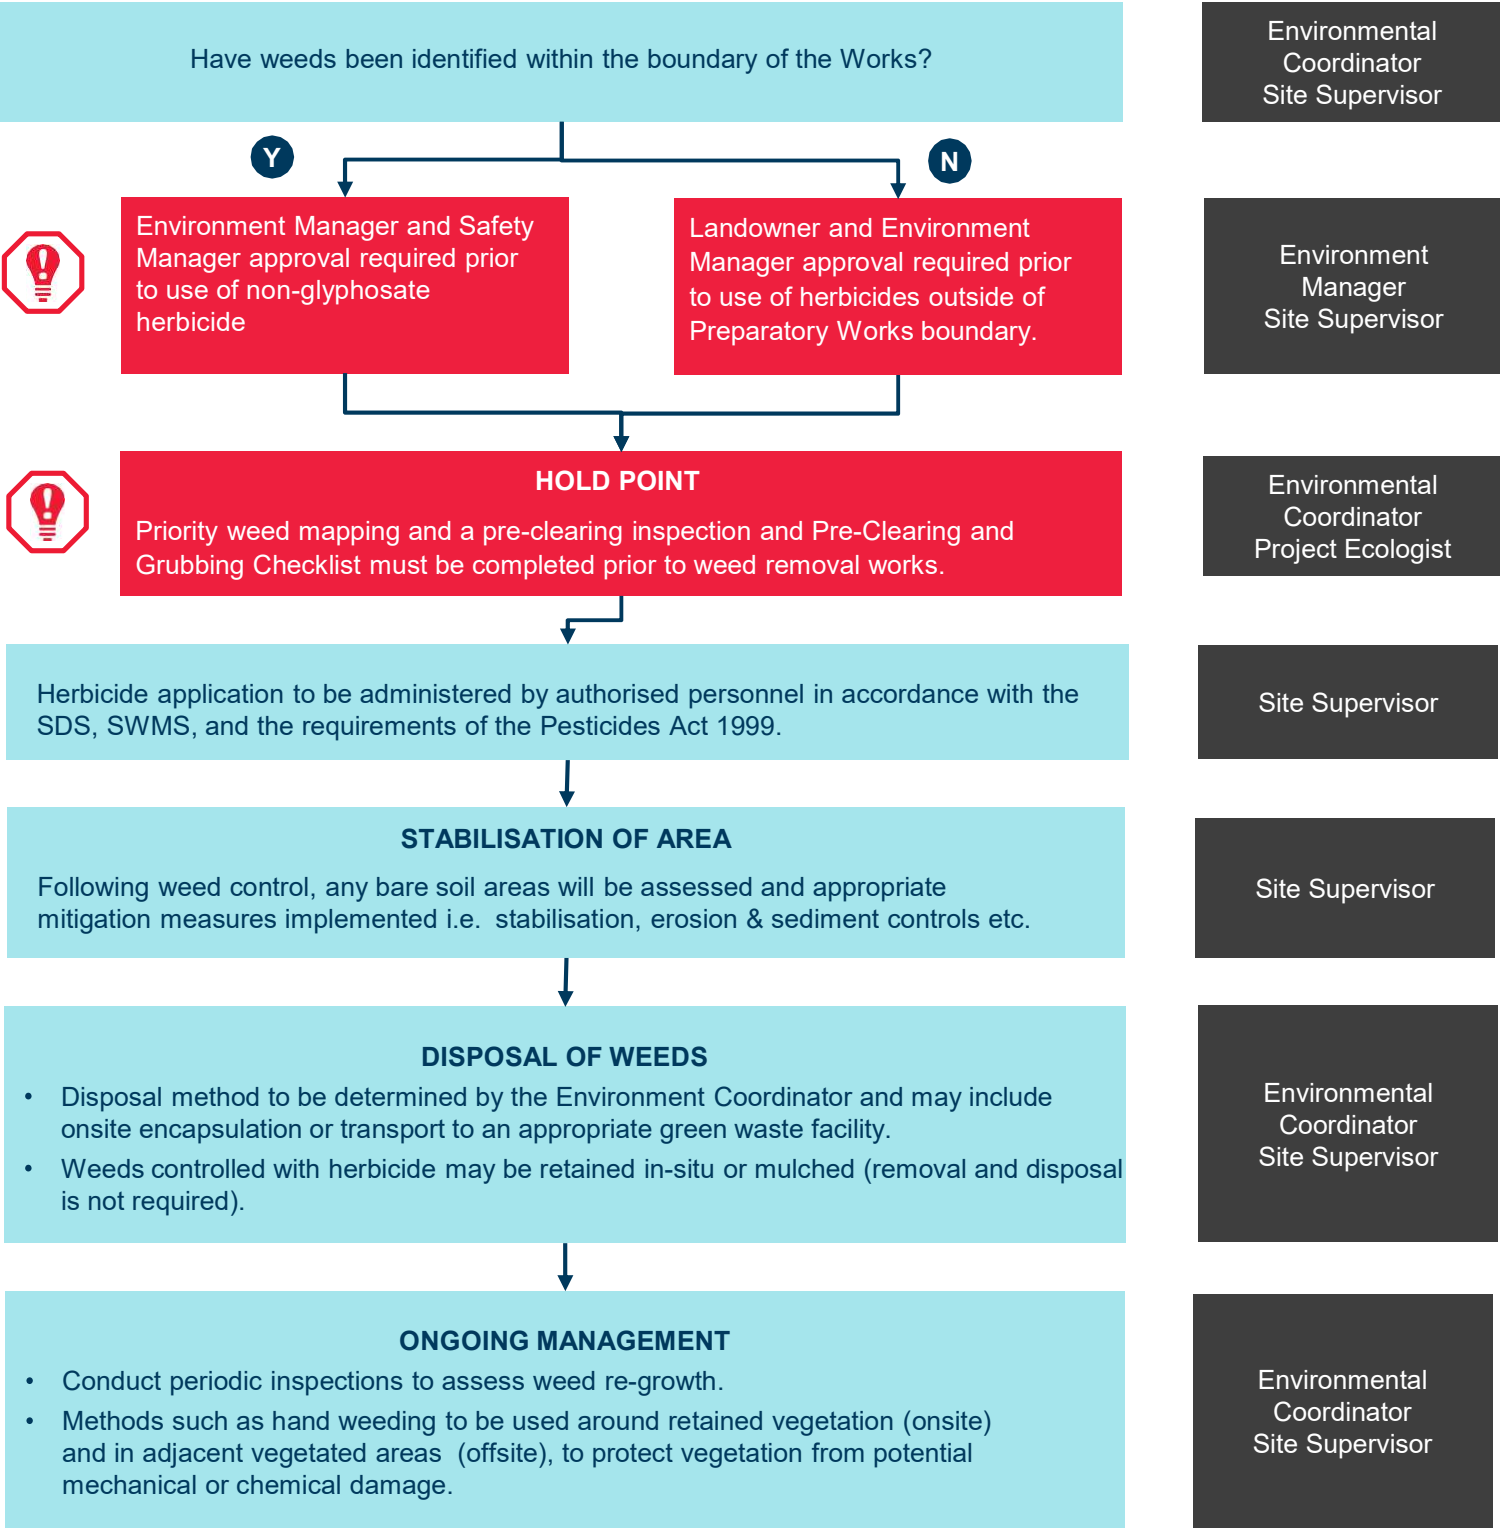 Have weeds been identified within the boundary of the Works?
Environmental
Coordinator
Site Supervisor
Y
N
Environment Manager and Safety
Manager approval required prior
to use of non-glyphosate
herbicide
Landowner and Environment
Manager approval required prior
to use of herbicides outside of
Preparatory Works boundary.
Environment
Manager
Site Supervisor
HOLD POINT
Priority weed mapping and a pre-clearing inspection and Pre-Clearing and
Grubbing Checklist must be completed prior to weed removal works.
Environmental
Coordinator
Project Ecologist
Herbicide application to be administered by authorised personnel in accordance with the
SDS, SWMS, and the requirements of the Pesticides Act 1999.
Site Supervisor
STABILISATION OF AREA
Following weed control, any bare soil areas will be assessed and appropriate
mitigation measures implemented i.e.  stabilisation, erosion & sediment controls etc.
Site Supervisor
DISPOSAL OF WEEDS
• Disposal method to be determined by the Environment Coordinator and may include
onsite encapsulation or transport to an appropriate green waste facility.
• Weeds controlled with herbicide may be retained in-situ or mulched (removal and disposal
is not required).
Environmental
Coordinator
Site Supervisor
ONGOING MANAGEMENT
• Conduct periodic inspections to assess weed re-growth.
• Methods such as hand weeding to be used around retained vegetation (onsite)
and in adjacent vegetated areas  (offsite), to protect vegetation from potential
mechanical or chemical damage.
Environmental
Coordinator
Site Supervisor